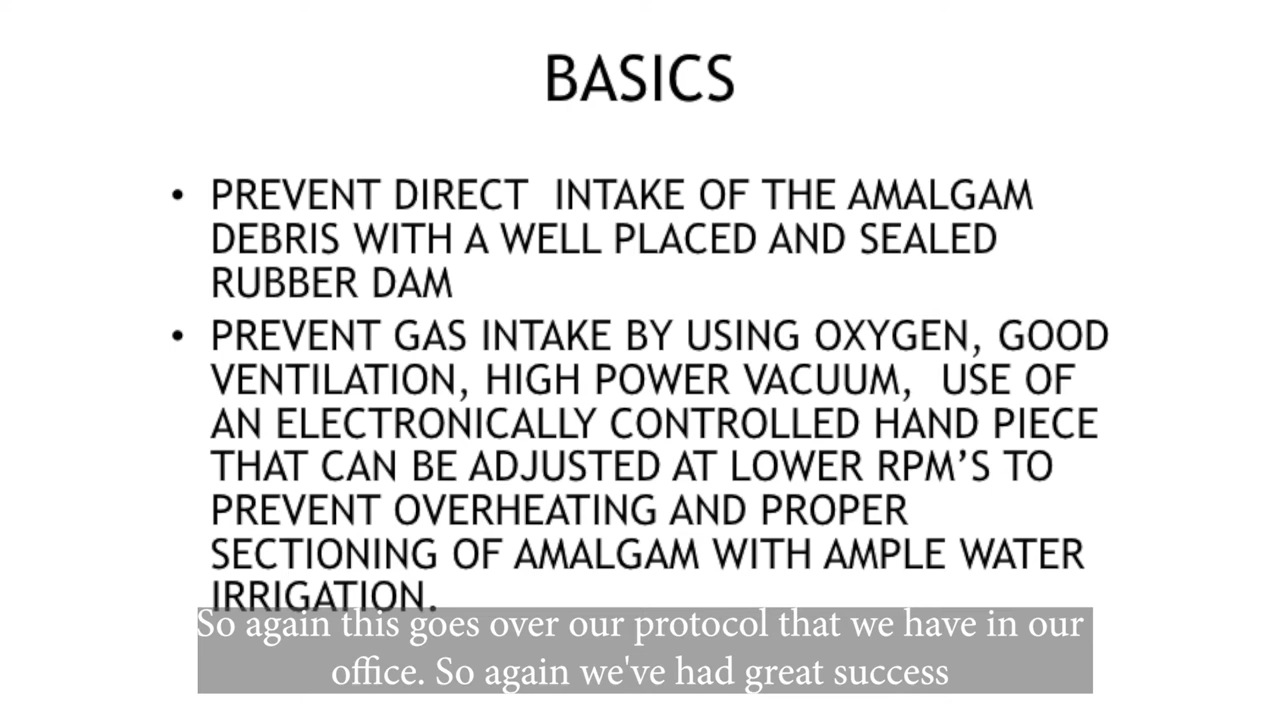 BASICS
• PREVENT DIRECT INTAKE OF THE AMALGAM
DEBRIS WITH A WELL PLACED AND SEALED
RUBBER DAM
• PREVENT GAS INTAKE BY USING OXYGEN, GOOD
VENTILATION, HIGH POWER VACUUM, USE OF
AN ELECTRONICALLY CONTROLLED HAND PIECE
THAT CAN BE ADJUSTED AT LOWER RPM’S TO
PREVENT OVERHEATING AND PROPER
SECTIONING OF AMALGAM WITH AMPLE WATER
IRRIGATION.
So again this goes over our protocol that we have in our
office. So again we've had great success